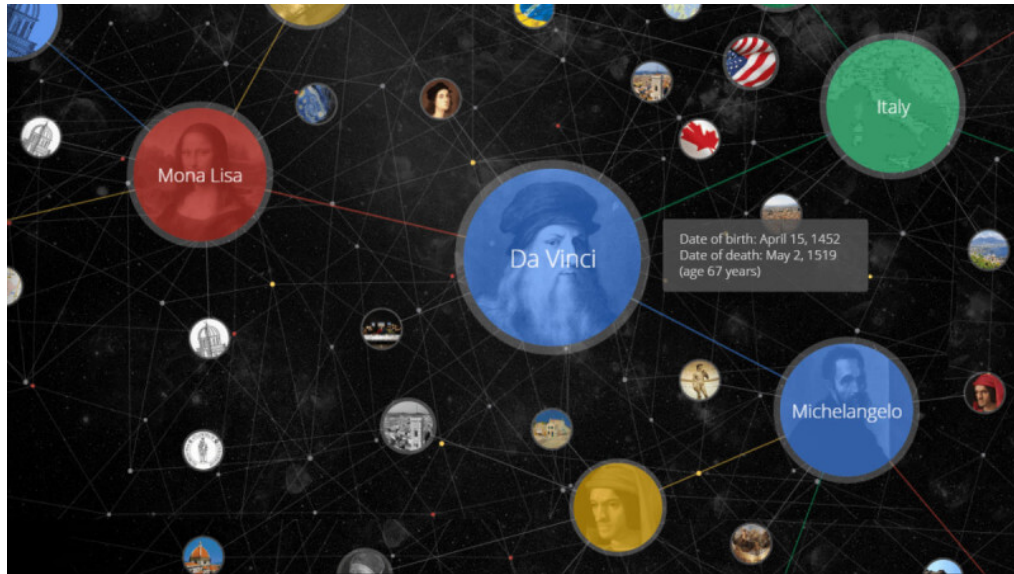 Italy
Mona Lisa
Da Vinci
Date of birth: April 15, 1452
Date of death: May 2, 1519
(age 67 years)
Michelangelo